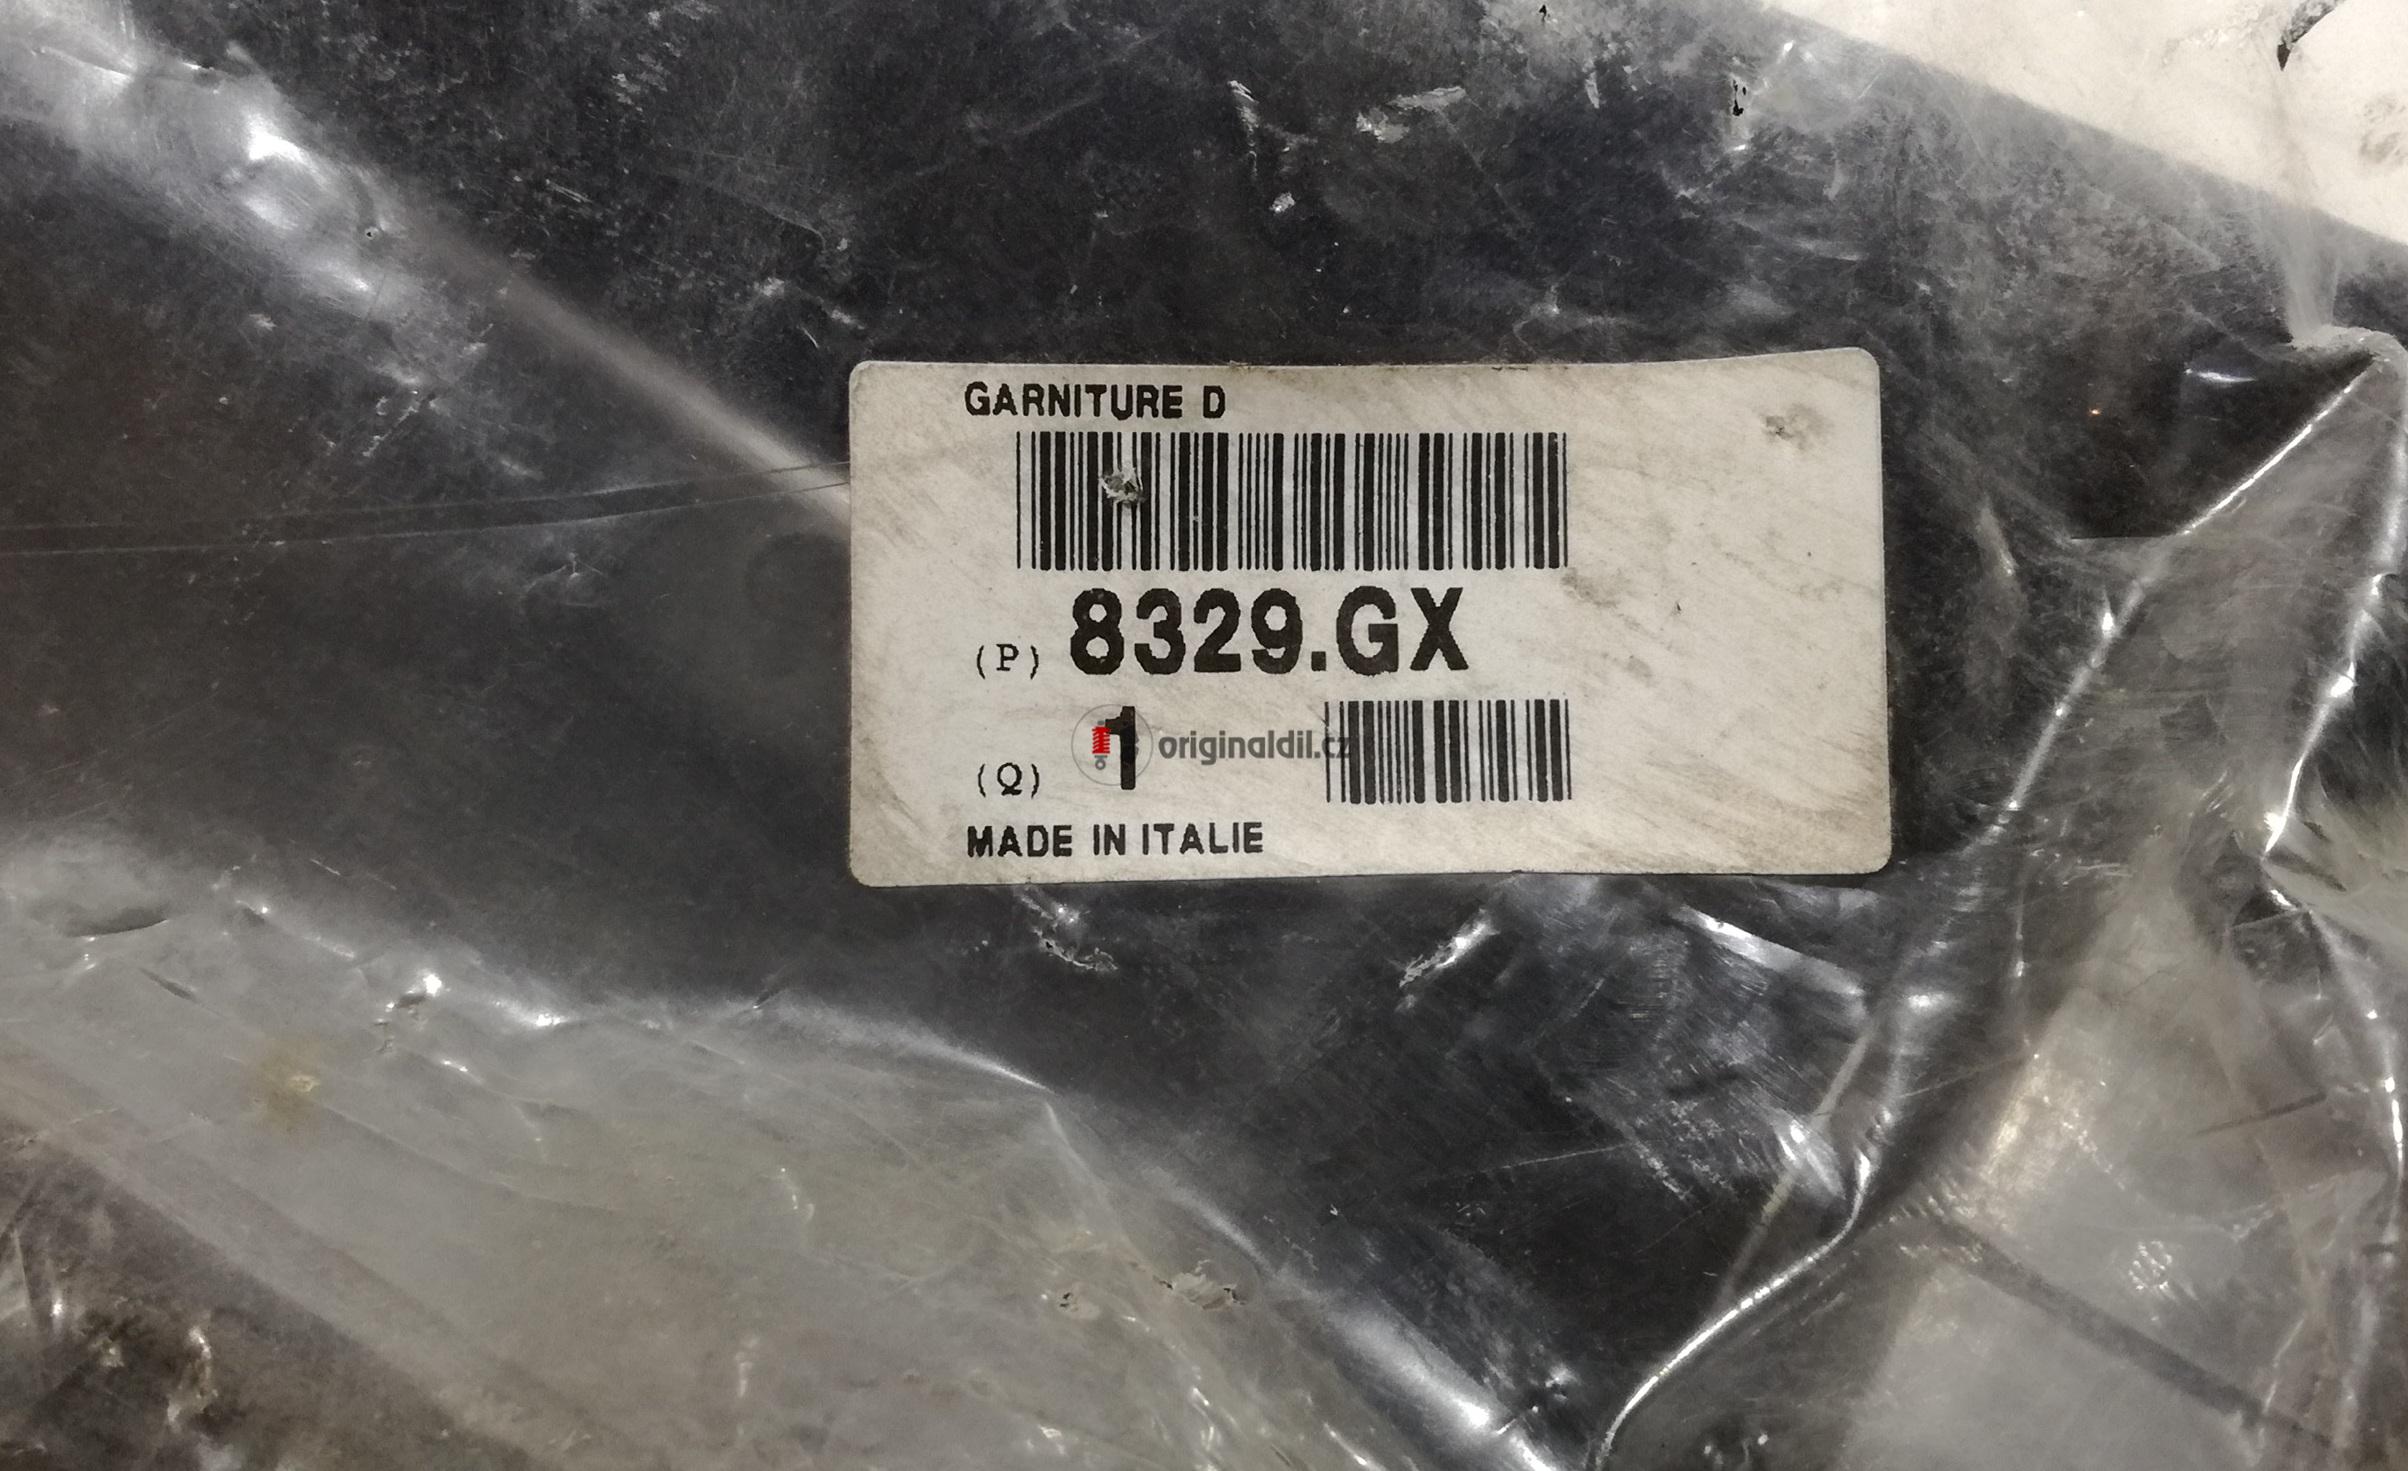 GARNITURE D
(P) 8329.GX
(Q) 1
originaldil.cz
MADE IN ITALIE